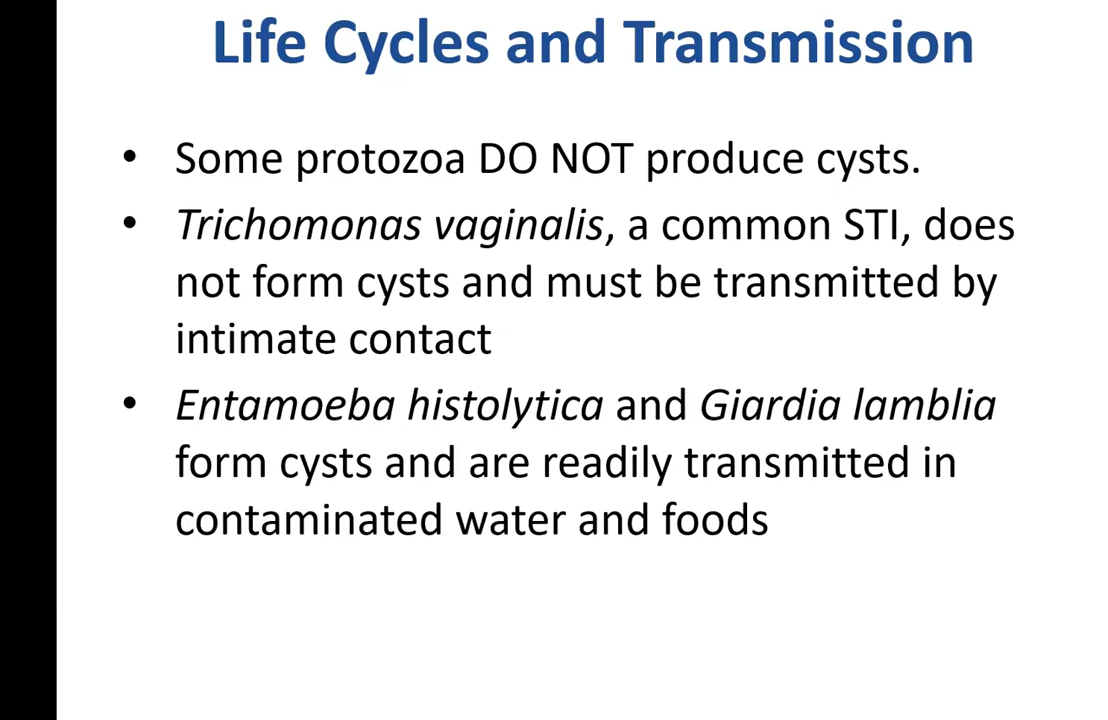 Life Cycles and Transmission
• Some protozoa DO NOT produce cysts.
• Trichomonas vaginalis, a common STI, does
not form cysts and must be transmitted by
intimate contact
• Entamoeba histolytica and Giardia lamblia
form cysts and are readily transmitted in
contaminated water and foods